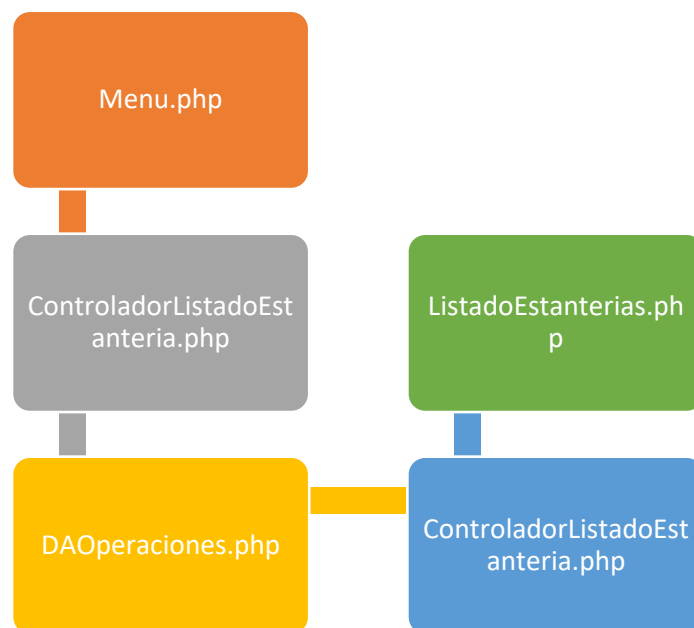 Menu.php
ControladorListadoEst
anteria.php
DAOperaciones.php
ControladorListadoEst
anteria.php
ListadoEstanterias.ph
p